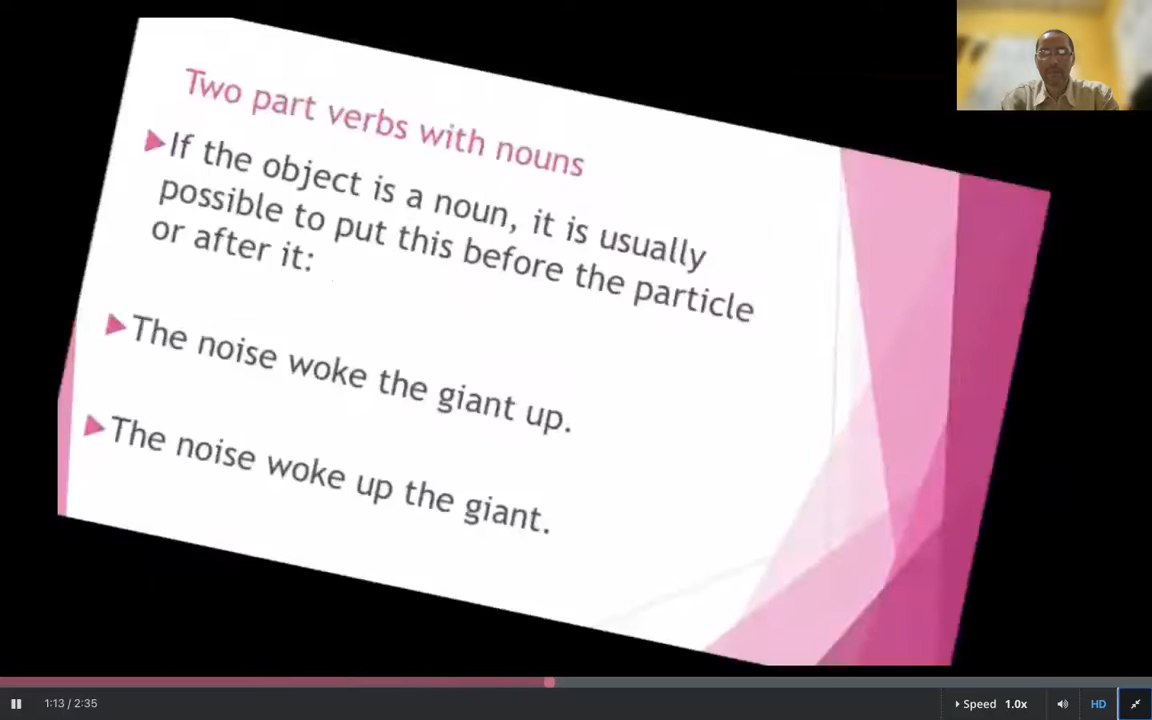 Two part verbs with nouns
If the object is a noun, it is usually
possible to put this before the particle
or after it:
The noise woke the giant up.
The noise woke up the giant.
1:13 / 2:35
Speed 1.0x
HD